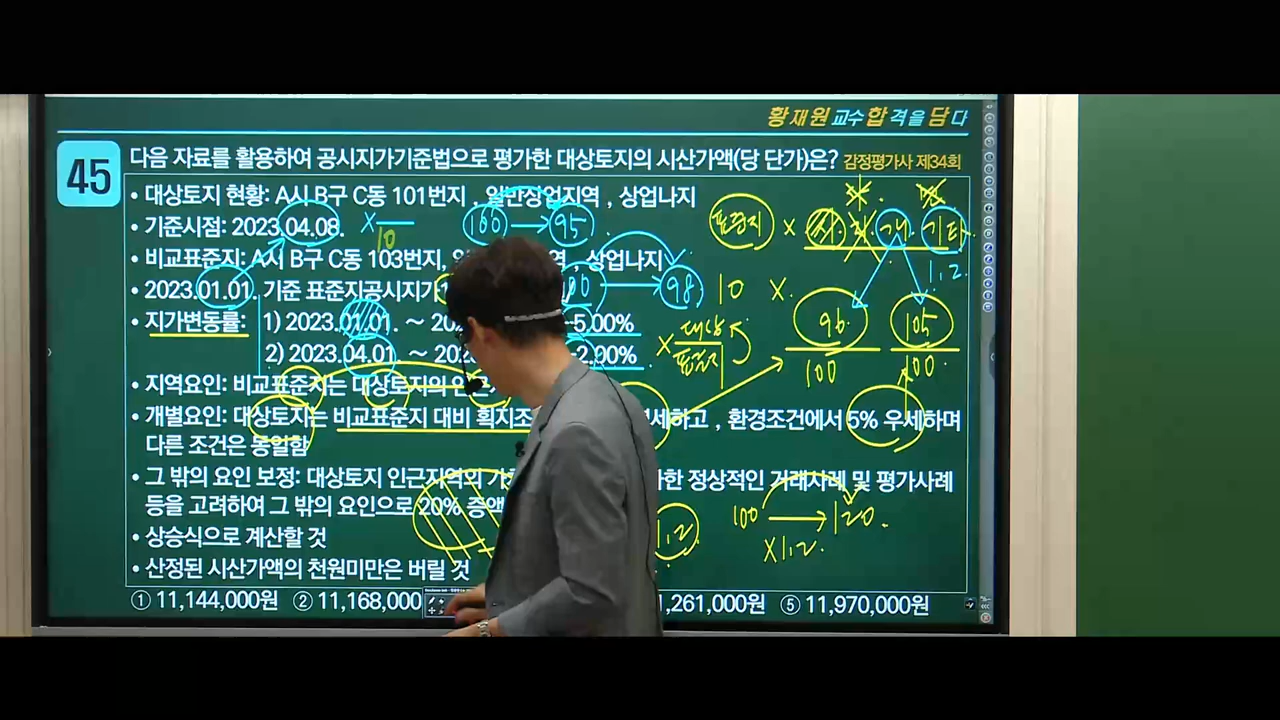 황재원 교수 합격을 담다
45 다음 자료를 활용하여 공시지가기준법으로 평가한 대상토지의 시산가액(당 단가)은? 감정평가사 제34회
• 대상토지 현황: A시 B구 C동 101번지, 일반상업지역, 상업나지
• 기준시점: 2023.04.08. × 10 100 → 95 표준지 × 개 기타
• 비교표준지: A시 B구 C동 103번지, , 상업나지 1.2
• 2023.01.01. 기준 표준지공시지가 → 98 10 × 96 105
• 지가변동률: 1) 2023.01.01. ~ -5.00% × 대상 표준지 100 100
2) 2023.04.01. ~ -2.00%
• 지역요인: 비교표준지는 대상토지의
• 개별요인: 대상토지는 비교표준지 대비 획지조 세하고, 환경조건에서 5% 우세하며
다른 조건은 동일함
• 그 밖의 요인 보정: 대상토지 인근지역의 한 정상적인 거래사례 및 평가사례
등을 고려하여 그 밖의 요인으로 20% 증액 1.2 100 → 120.
• 상승식으로 계산할 것 ×1.2.
• 산정된 시산가액의 천원미만은 버릴 것
① 11,144,000원 ② 11,168,000 ,261,000원 ⑤ 11,970,000원